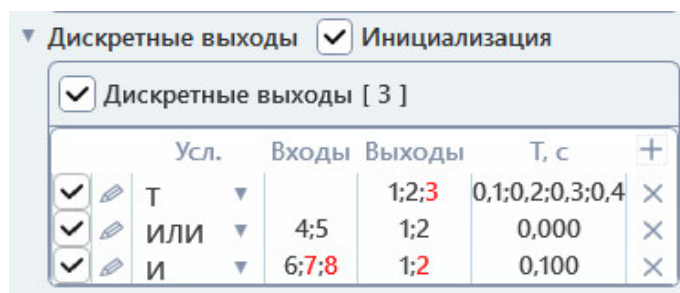 Дискретные выходы Инициализация
Дискретные выходы [ 3 ]
Усл. Входы Выходы Т, с
Т 1;2;3 0,1;0,2;0,3;0,4
ИЛИ 4;5 1;2 0,000
И 6;7;8 1;2 0,100